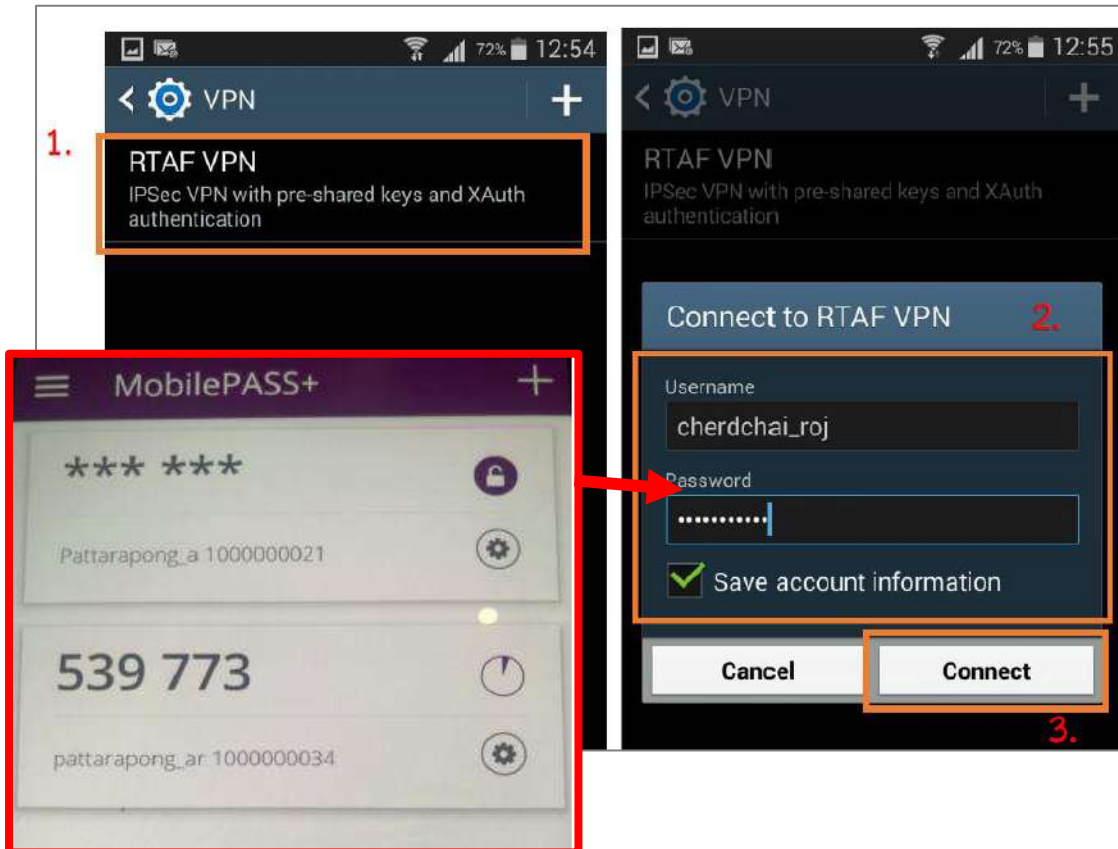 72% 12:54
VPN
1.
RTAF VPN
IPSec VPN with pre-shared keys and XAuth
authentication
MobilePASS+
*** ***
Pattarapong_a 1000000021
539 773
pattarapong_ar 1000000034
72% 12:55
VPN
RTAF VPN
IPSec VPN with pre-shared keys and XAuth
authentication
Connect to RTAF VPN
2.
Username
cherdchai_roj
Password
•••••••••••
Save account information
Cancel
Connect
3.